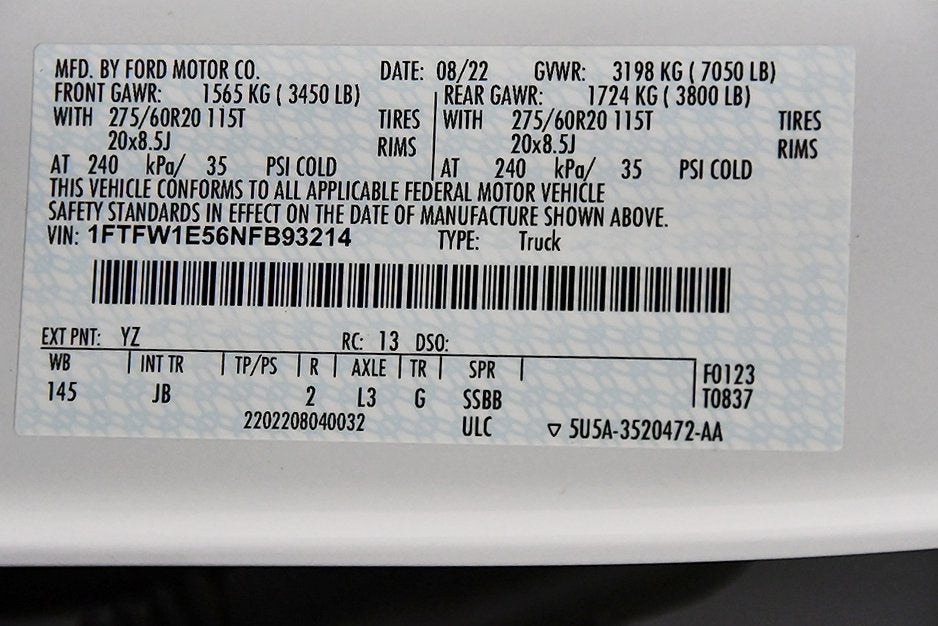 MFD. BY FORD MOTOR CO. DATE: 08/22 GVWR: 3198 KG ( 7050 LB)
FRONT GAWR: 1565 KG ( 3450 LB) REAR GAWR: 1724 KG ( 3800 LB)
WITH 275/60R20 115T TIRES WITH 275/60R20 115T TIRES
20x8.5J RIMS 20x8.5J RIMS
AT 240 kPa/ 35 PSI COLD AT 240 kPa/ 35 PSI COLD
THIS VEHICLE CONFORMS TO ALL APPLICABLE FEDERAL MOTOR VEHICLE
SAFETY STANDARDS IN EFFECT ON THE DATE OF MANUFACTURE SHOWN ABOVE.
VIN: 1FTFW1E56NFB93214 TYPE: Truck
EXT PNT: YZ RC: 13 DSO:
WB INT TR TP/PS R AXLE TR SPR F0123
145 JB 2 L3 G SSBB T0837
2202208040032 ULC ▽ 5U5A-3520472-AA